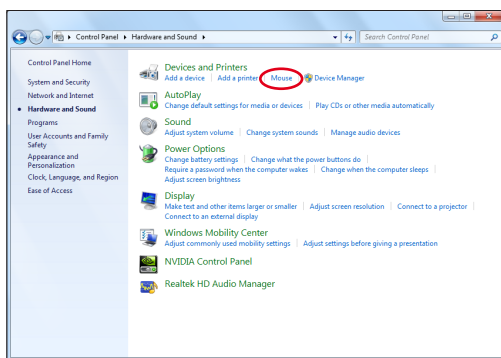 Control Panel ▸ Hardware and Sound ▸
Search Control Panel
Control Panel Home
System and Security
Network and Internet
Hardware and Sound
Programs
User Accounts and Family
Safety
Appearance and
Personalization
Clock, Language, and Region
Ease of Access
Devices and Printers
Add a device | Add a printer | Mouse | Device Manager
AutoPlay
Change default settings for media or devices | Play CDs or other media automatically
Sound
Adjust system volume | Change system sounds | Manage audio devices
Power Options
Change battery settings | Change what the power buttons do |
Require a password when the computer wakes | Change when the computer sleeps |
Adjust screen brightness
Display
Make text and other items larger or smaller | Adjust screen resolution | Connect to a projector |
Connect to an external display
Windows Mobility Center
Adjust commonly used mobility settings | Adjust settings before giving a presentation
NVIDIA Control Panel
Realtek HD Audio Manager